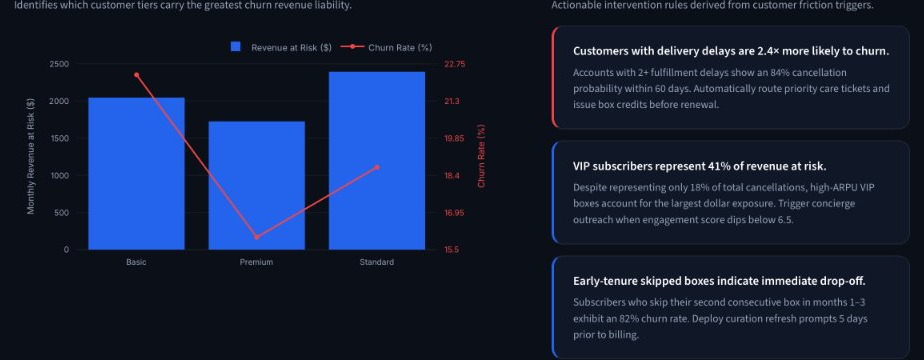 Identifies which customer tiers carry the greatest churn revenue liability.
Revenue at Risk ($) Churn Rate (%)
2500
2000
1500
1000
500
0
Monthly Revenue at Risk ($)
22.75
21.3
19.85
18.4
16.95
15.5
Churn Rate (%)
Basic Premium Standard
Actionable intervention rules derived from customer friction triggers.
Customers with delivery delays are 2.4× more likely to churn.
Accounts with 2+ fulfillment delays show an 84% cancellation
probability within 60 days. Automatically route priority care tickets and
issue box credits before renewal.
VIP subscribers represent 41% of revenue at risk.
Despite representing only 18% of total cancellations, high-ARPU VIP
boxes account for the largest dollar exposure. Trigger concierge
outreach when engagement score dips below 6.5.
Early-tenure skipped boxes indicate immediate drop-off.
Subscribers who skip their second consecutive box in months 1–3
exhibit an 82% churn rate. Deploy curation refresh prompts 5 days
prior to billing.